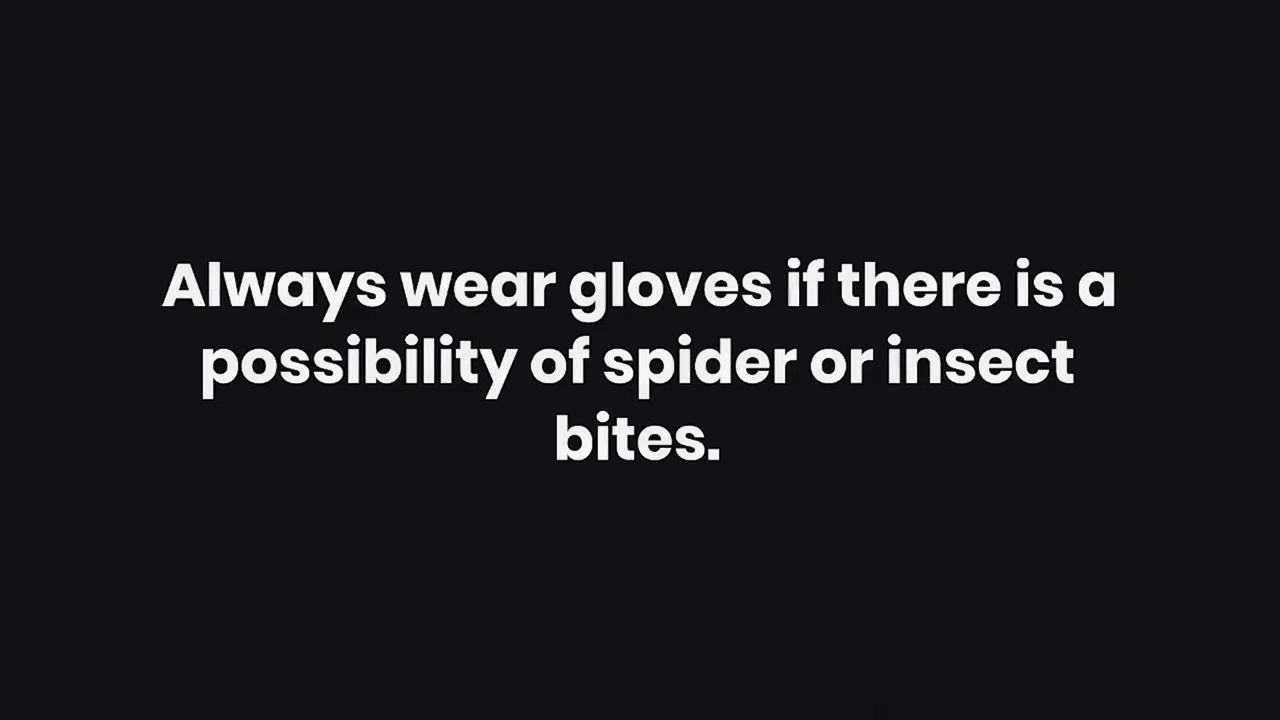 Always wear gloves if there is a
possibility of spider or insect
bites.